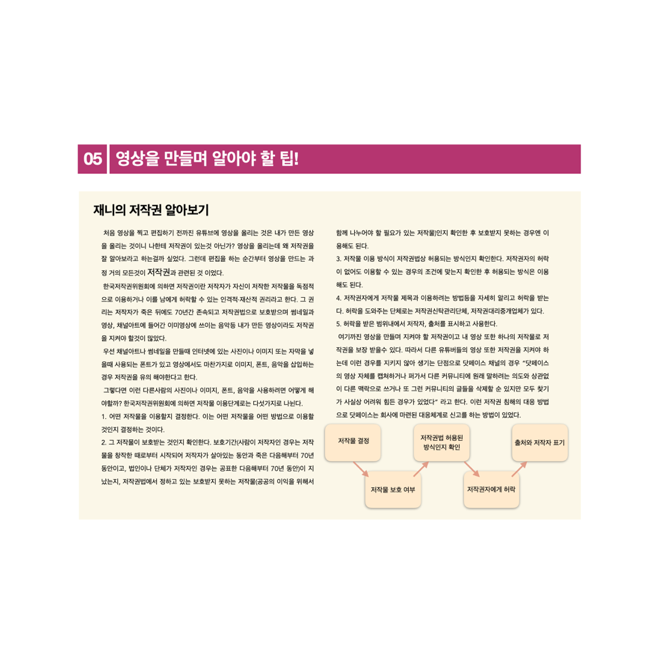 05 영상을 만들며 알아야 할 팁!
재니의 저작권 알아보기
처음 영상을 찍고 편집하기 전까진 유튜브에 영상을 올리는 것은 내가 만든 영상
을 올리는 것이니 나한테 저작권이 있는것 아닌가? 영상을 올리는데 왜 저작권을
잘 알아보라고 하는걸까 싶었다. 그런데 편집을 하는 순간부터 영상을 만드는 과
정 거의 모든것이 저작권과 관련된 것 이었다.
한국저작권위원회에 의하면 저작권이란 저작자가 자신이 저작한 저작물을 독점적
으로 이용하거나 이를 남에게 허락할 수 있는 인격적·재산적 권리라고 한다. 그 권
리는 저작자가 죽은 뒤에도 70년간 존속되고 저작권법으로 보호받으며 썸네일과
영상, 채널아트에 들어간 이미영상에 쓰이는 음악등 내가 만든 영상이라도 저작권
을 지켜야 할것이 많았다.
우선 채널아트나 썸네일을 만들때 인터넷에 있는 사진이나 이미지 또는 자막을 넣
을때 사용되는 폰트가 있고 영상에서도 마찬가지로 이미지, 폰트, 음악을 삽입하는
경우 저작권을 유의 해야한다고 한다.
그렇다면 이런 다른사람의 사진이나 이미지, 폰트, 음악을 사용하려면 어떻게 해
야할까? 한국저작권위원회에 의하면 저작물 이용단계로는 다섯가지로 나뉜다.
1. 어떤 저작물을 이용할지 결정한다. 이는 어떤 저작물을 어떤 방법으로 이용할
것인지 결정하는 것이다.
2. 그 저작물이 보호받는 것인지 확인한다. 보호기간(사람이 저작자인 경우는 저작
물을 창작한 때로부터 시작되어 저작자가 살아있는 동안과 죽은 다음해부터 70년
동안이고, 법인이나 단체가 저작자인 경우는 공표한 다음해부터 70년 동안)이 지
났는지, 저작권법에서 정하고 있는 보호받지 못하는 저작물(공공의 이익을 위해서
함께 나누어야 할 필요가 있는 저작물)인지 확인한 후 보호받지 못하는 경우엔 이
용해도 된다.
3. 저작물 이용 방식이 저작권법상 허용되는 방식인지 확인한다. 저작권자의 허락
이 없어도 이용할 수 있는 경우의 조건에 맞는지 확인한 후 허용되는 방식은 이용
해도 된다.
4. 저작권자에게 저작물 제목과 이용하려는 방법들을 자세히 알리고 허락을 받는
다. 허락을 도와주는 단체로는 저작권신탁관리단체, 저작권대리중개업체가 있다.
5. 허락을 받은 범위내에서 저작자, 출처를 표시하고 사용한다.
여기까진 영상을 만들며 지켜야 할 저작권이고 내 영상 또한 하나의 저작물로 저
작권을 보장 받을수 있다. 따라서 다른 유튜버들의 영상 또한 저작권을 지켜야 하
는데 이런 경우를 지키지 않아 생기는 단점으로 닷페이스 채널의 경우 “닷페이스
의 영상 자체를 캡쳐하거나 퍼가서 다른 커뮤니티에 원래 말하려는 의도와 상관없
이 다른 맥락으로 쓰거나 또 그런 커뮤니티의 글들을 삭제할 순 있지만 모두 찾기
가 사실상 어려워 힘든 경우가 있었다” 라고 한다. 이런 저작권 침해의 대응 방법
으로 닷페이스는 회사에 마련된 대응체계로 신고를 하는 방법이 있었다.
저작물 결정
저작권법 허용된
방식인지 확인
출처와 저작자 표기
저작물 보호 여부
저작권자에게 허락